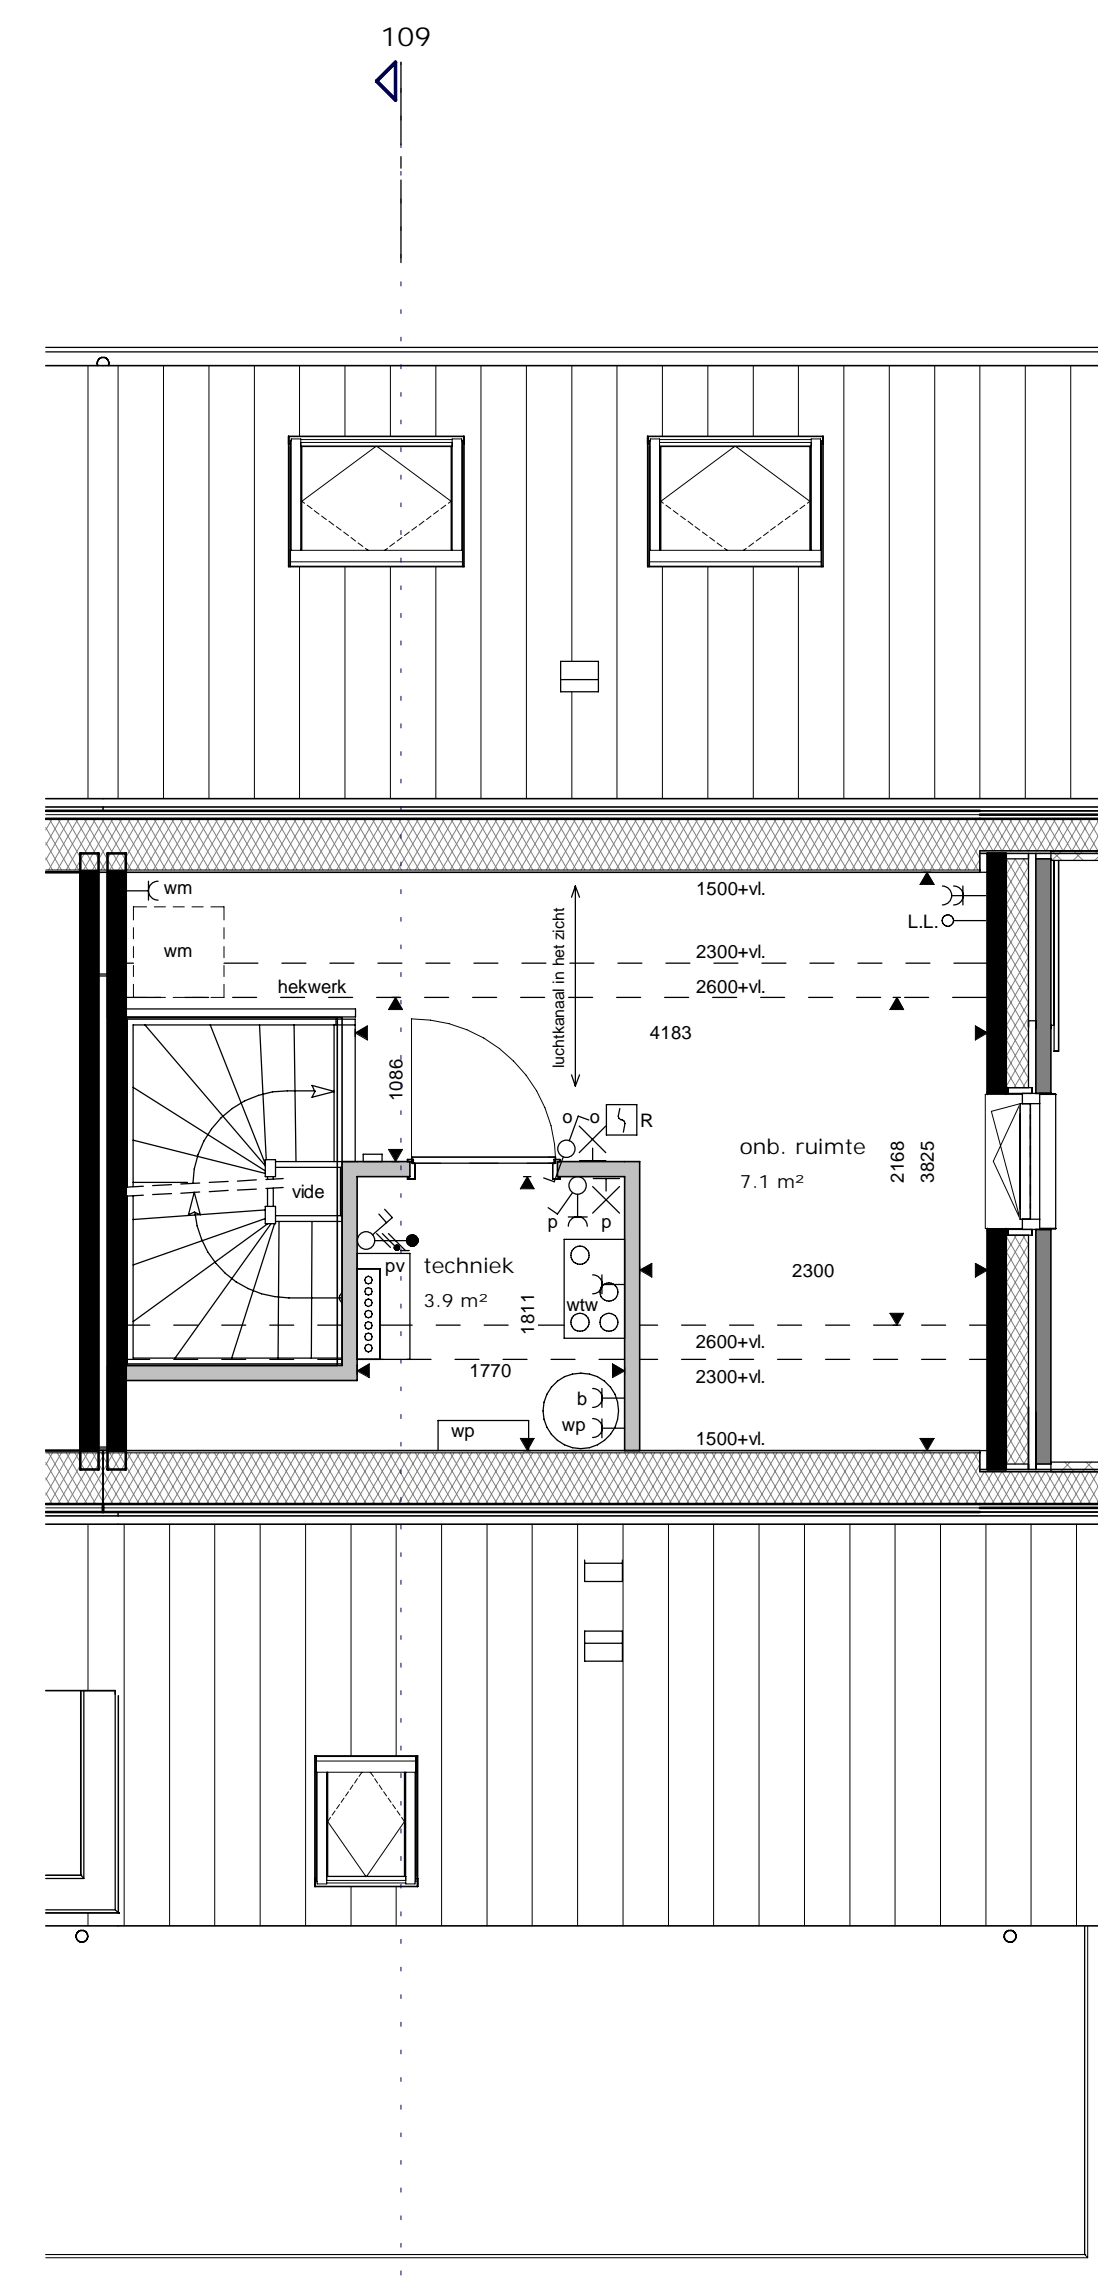 109
wm
1500+vl.
L.L.
wm
2300+vl.
hekwerk
2600+vl.
luchtkanaal in het zicht
4183
1086
o
o
R
onb. ruimte
7.1 m²
2168
3825
vide
p
p
pv
techniek
3.9 m²
2300
1811
wtw
2600+vl.
1770
2300+vl.
b
wp
wp
1500+vl.